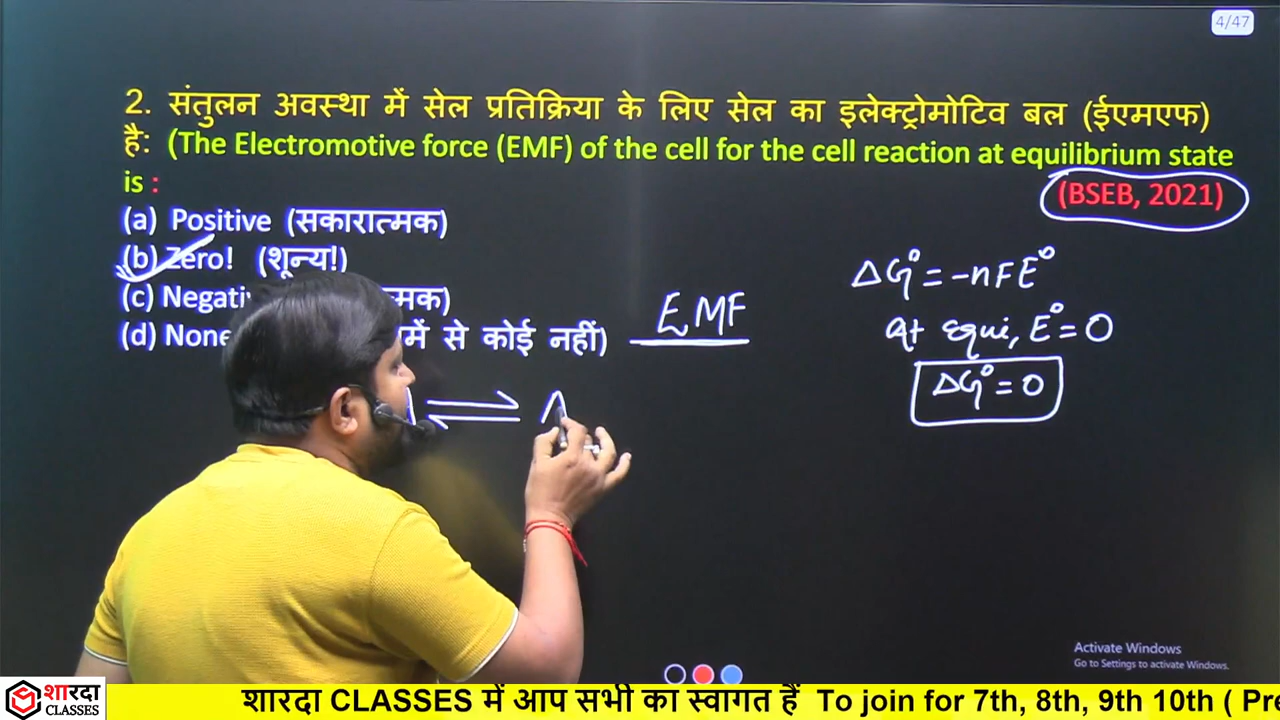 4/47
2. संतुलन अवस्था में सेल प्रतिक्रिया के लिए सेल का इलेक्ट्रोमोटिव बल (ईएमएफ)
है: (The Electromotive force (EMF) of the cell for the cell reaction at equilibrium state
is :
(BSEB, 2021)
(a) Positive (सकारात्मक)
(b) Zero! (शून्य!)
(c)
(d) None में से कोई नहीं)
EMF
ΔG° = -nFE°
At equi, E° = 0
ΔG° = 0
⇌
Activate Windows
Go to Settings to activate Windows.
शारदा
CLASSES
शारदा CLASSES में आप सभी का स्वागत हैं To join for 7th, 8th, 9th 10th ( Pre